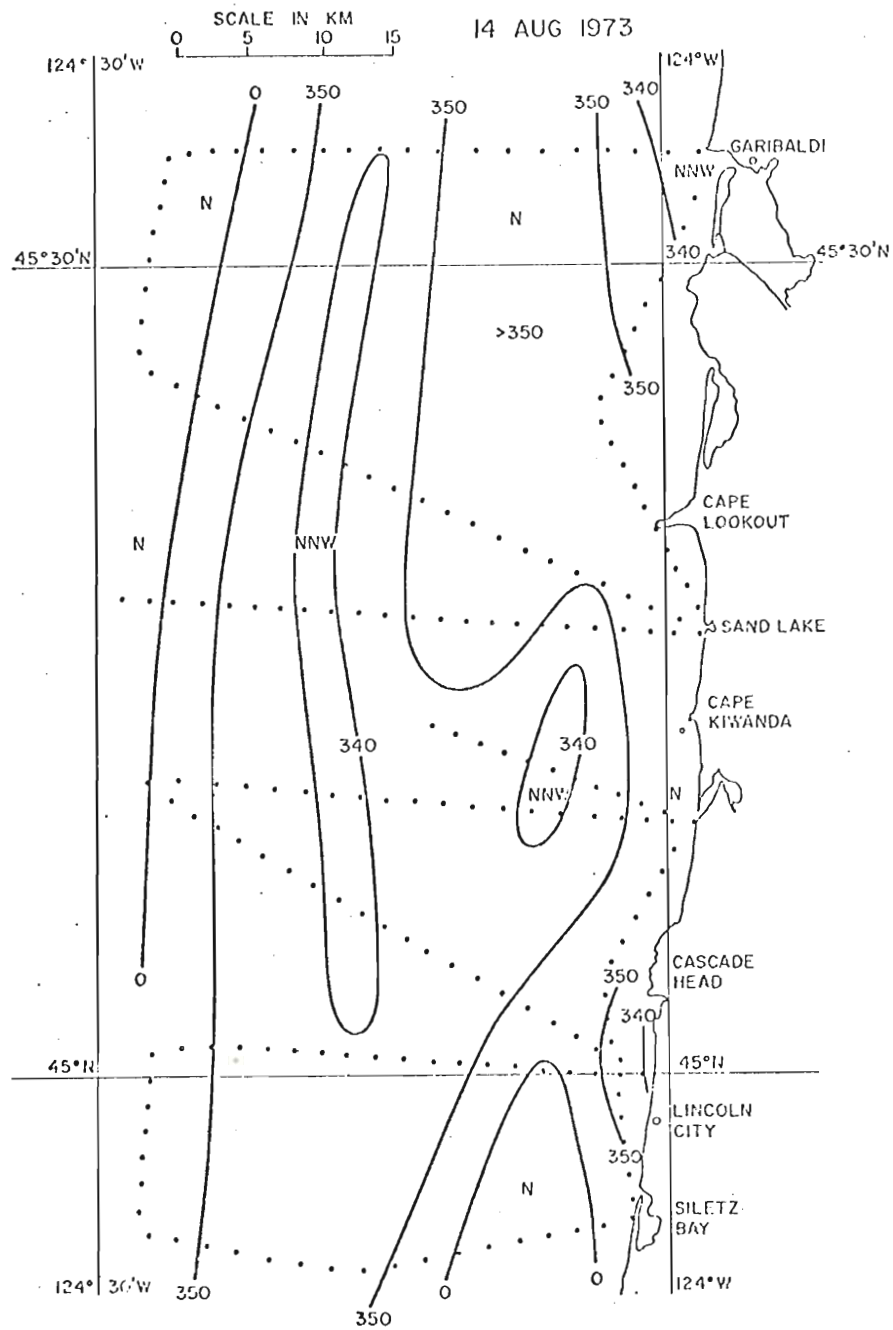 SCALE IN KM
0 5 10 15
14 AUG 1973
124° 30'W
124°W
0
350
350
350
340
GARIBALDI
NNW
N
N
340
45°30'N
45°30'N
>350
350
CAPE
LOOKOUT
N
NNW
SAND LAKE
CAPE
KIWANDA
340
340
NNW
N
0
CASCADE
HEAD
350
340
45°N
45°N
LINCOLN
CITY
350
N
SILETZ
BAY
124° 30'W
350
0
0
124°W
350